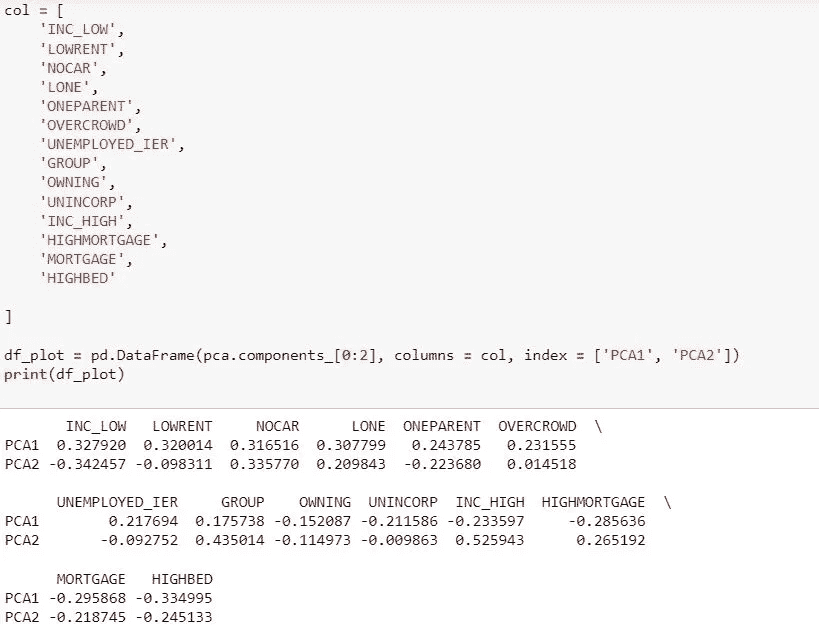 col = [
    'INC_LOW',
    'LOWRENT',
    'NOCAR',
    'LONE',
    'ONEPARENT',
    'OVERCROWD',
    'UNEMPLOYED_IER',
    'GROUP',
    'OWNING',
    'UNINCORP',
    'INC_HIGH',
    'HIGHMORTGAGE',
    'MORTGAGE',
    'HIGHBED'
]
df_plot = pd.DataFrame(pca.components_[0:2], columns = col, index = ['PCA1', 'PCA2'])
print(df_plot)
       INC_LOW   LOWRENT     NOCAR      LONE  ONEPARENT  OVERCROWD  \
PCA1  0.327920  0.320014  0.316516  0.307799   0.243785   0.231555
PCA2 -0.342457 -0.098311  0.335770  0.209843  -0.223680   0.014518
      UNEMPLOYED_IER     GROUP    OWNING  UNINCORP  INC_HIGH  HIGHMORTGAGE  \
PCA1        0.217694  0.175738 -0.152087 -0.211586 -0.233597     -0.285636
PCA2       -0.092752  0.435014 -0.114973 -0.009863  0.525943      0.265192
      MORTGAGE   HIGHBED
PCA1 -0.295868 -0.334995
PCA2 -0.218745 -0.245133